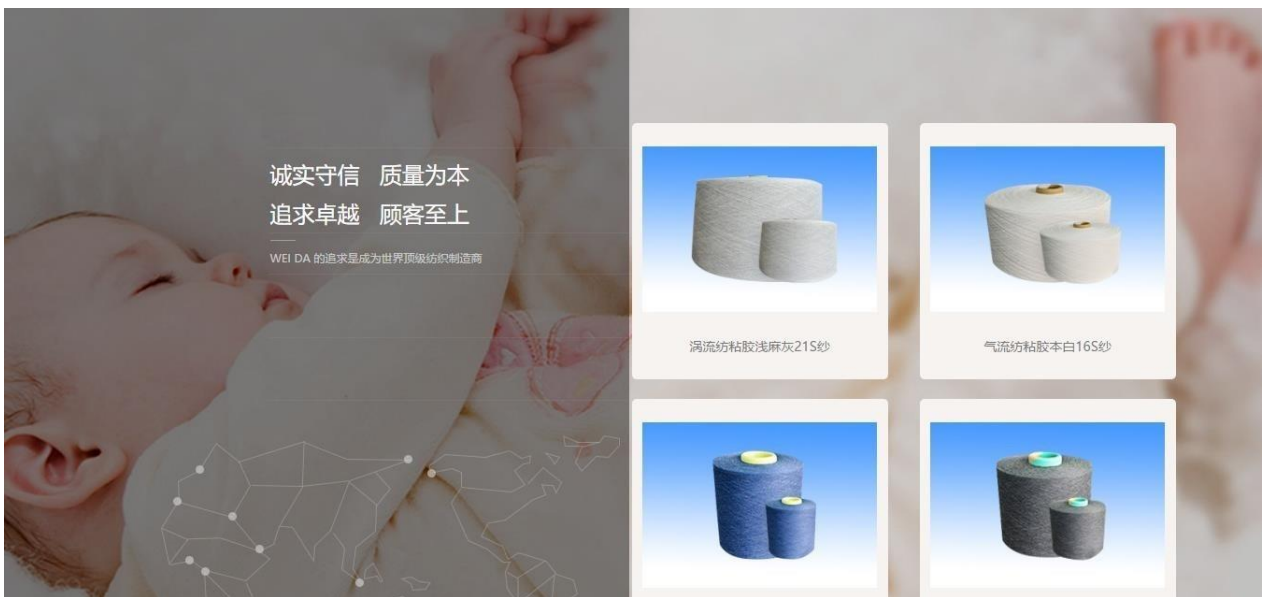 诚实守信 质量为本
追求卓越 顾客至上
WEI DA 的追求是成为世界顶级纺织制造商
涡流纺粘胶浅麻灰21S纱
气流纺粘胶本白16S纱